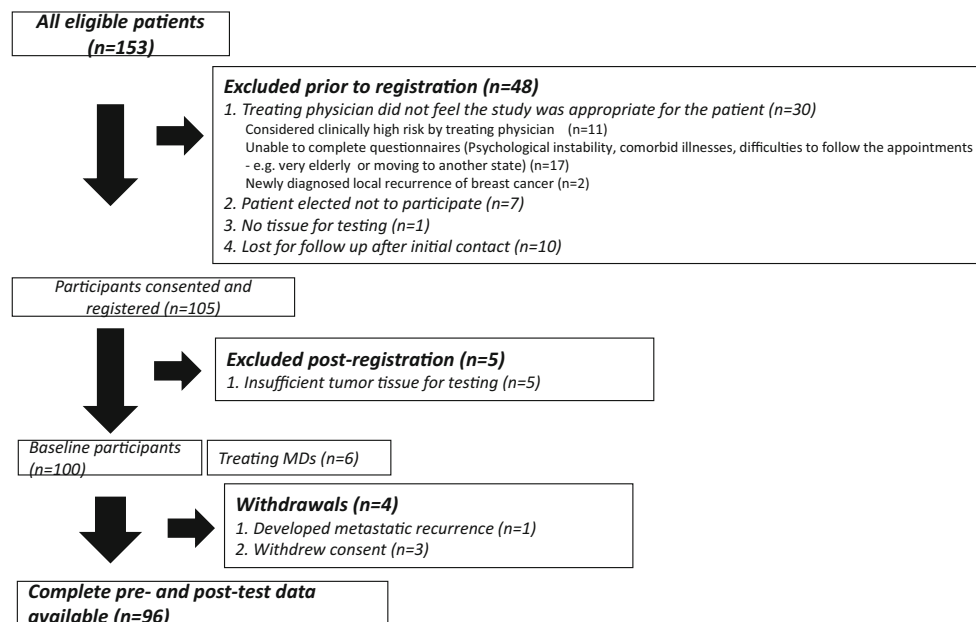 All eligible patients
(n=153)
Excluded prior to registration (n=48)
1. Treating physician did not feel the study was appropriate for the patient (n=30)
Considered clinically high risk by treating physician (n=11)
Unable to complete questionnaires (Psychological instability, comorbid illnesses, difficulties to follow the appointments
- e.g. very elderly or moving to another state) (n=17)
Newly diagnosed local recurrence of breast cancer (n=2)
2. Patient elected not to participate (n=7)
3. No tissue for testing (n=1)
4. Lost for follow up after initial contact (n=10)
Participants consented and
registered (n=105)
Excluded post-registration (n=5)
1. Insufficient tumor tissue for testing (n=5)
Baseline participants
(n=100)
Treating MDs (n=6)
Withdrawals (n=4)
1. Developed metastatic recurrence (n=1)
2. Withdrew consent (n=3)
Complete pre- and post-test data
available (n=96)